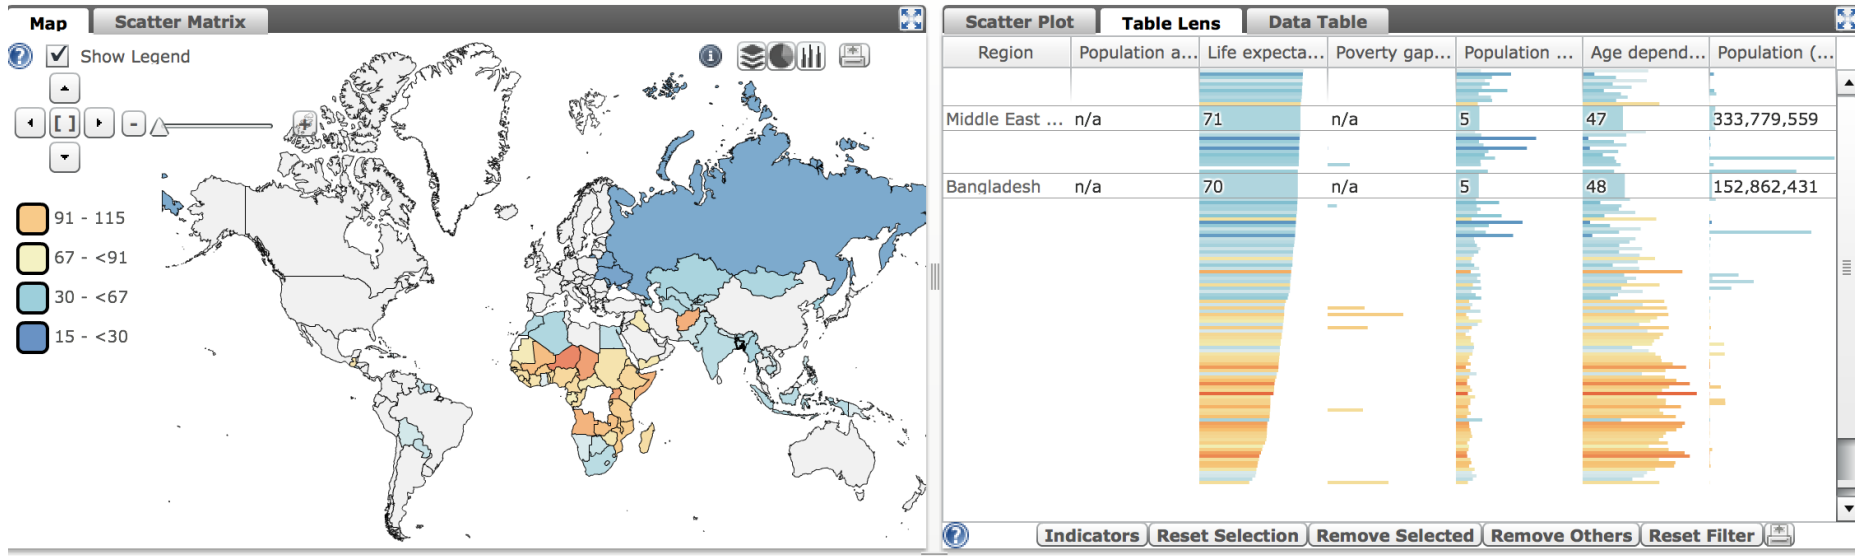 Map Scatter Matrix
Show Legend
91 - 115
67 - <91
30 - <67
15 - <30
Scatter Plot Table Lens Data Table
Region Population a... Life expecta... Poverty gap... Population ... Age depend... Population (...
Middle East ... n/a 71 n/a 5 47 333,779,559
Bangladesh n/a 70 n/a 5 48 152,862,431
Indicators Reset Selection Remove Selected Remove Others Reset Filter